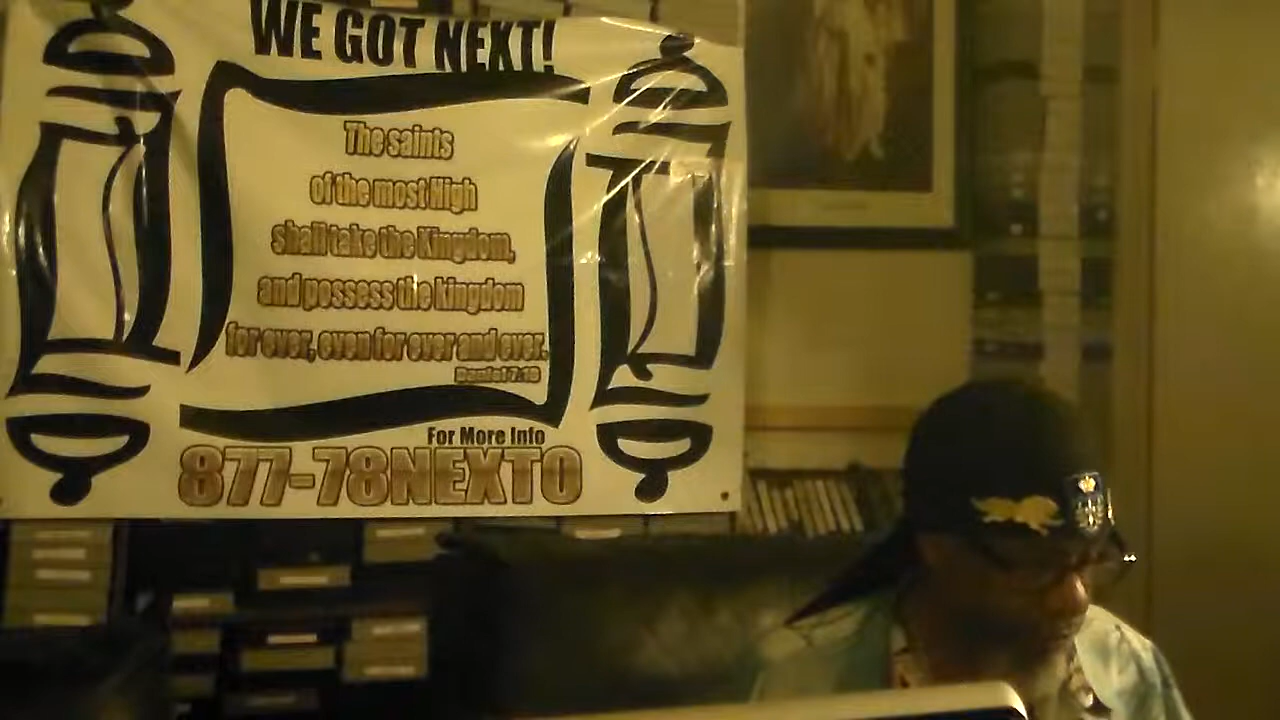 WE GOT NEXT!
The saints
of the most High
shall take the Kingdom,
and possess the kingdom
for ever, even for ever and ever.
Daniel 7:18
For More Info
877-78NEXTO